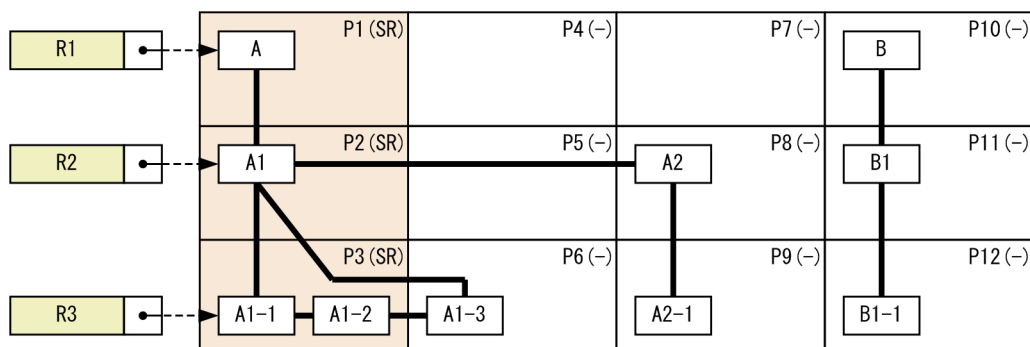 R1 A P1(SR) P4(-) P7(-) B P10(-)
R2 A1 P2(SR) P5(-) A2 P8(-) B1 P11(-)
P3(SR) P6(-) P9(-) P12(-)
R3 A1-1 A1-2 A1-3 A2-1 B1-1